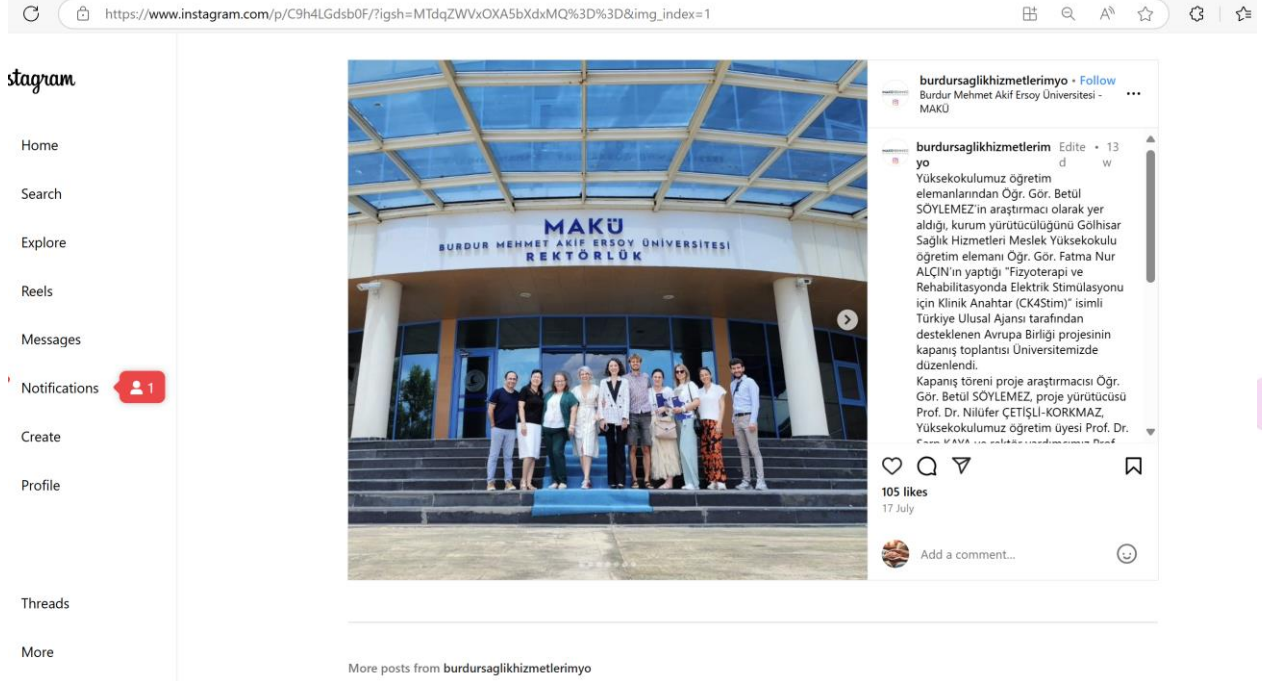 https://www.instagram.com/p/C9h4LGdsb0F/?igsh=MTdqZWVxOXA5bXdxMQ%3D%3D&img_index=1
stagram
Home
Search
Explore
Reels
Messages
Notifications
1
Create
Profile
Threads
More
MAKÜ
BURDUR MEHMET AKİF ERSOY ÜNİVERSİTESİ
REKTÖRLÜK
burdursaglikhizmetlerimyo • Follow
Burdur Mehmet Akif Ersoy Üniversitesi -
MAKÜ
burdursaglikhizmetlerim Edite • 13
yo d w
Yüksekokulumuz öğretim
elemanlarından Öğr. Gör. Betül
SÖYLEMEZ'in araştırmacı olarak yer
aldığı, kurum yürütücülüğünü Gölhisar
Sağlık Hizmetleri Meslek Yüksekokulu
öğretim elemanı Öğr. Gör. Fatma Nur
ALÇIN'ın yaptığı "Fizyoterapi ve
Rehabilitasyonda Elektrik Stimülasyonu
için Klinik Anahtar (CK4Stim)" isimli
Türkiye Ulusal Ajansı tarafından
desteklenen Avrupa Birliği projesinin
kapanış toplantısı Üniversitemizde
düzenlendi.
Kapanış töreni proje araştırmacısı Öğr.
Gör. Betül SÖYLEMEZ, proje yürütücüsü
Prof. Dr. Nilüfer ÇETİŞLİ-KORKMAZ,
Yüksekokulumuz öğretim üyesi Prof. Dr.
105 likes
17 July
Add a comment...
More posts from burdursaglikhizmetlerimyo